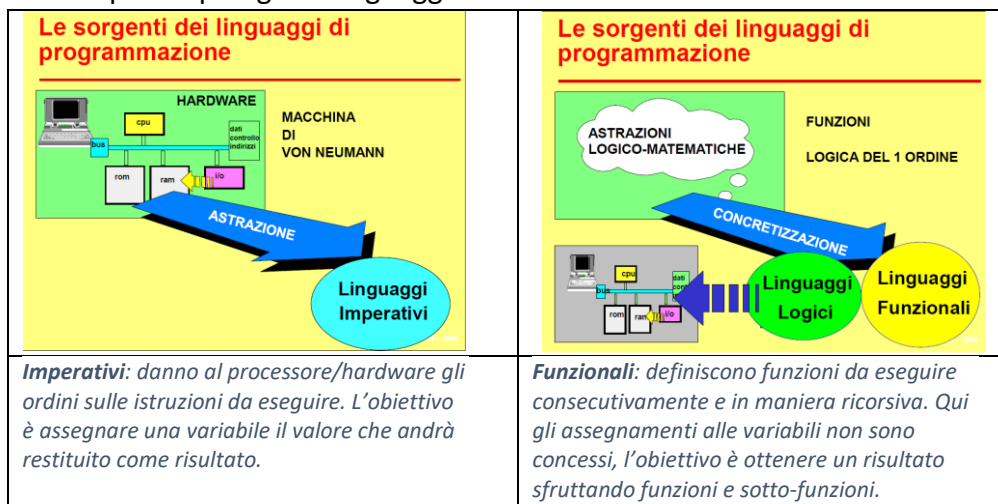 Le sorgenti dei linguaggi di
programmazione
HARDWARE
cpu
bus
dati
controllo
indirizzi
rom
ram
i/o
MACCHINA
DI
VON NEUMANN
ASTRAZIONE
Linguaggi
Imperativi
Le sorgenti dei linguaggi di
programmazione
ASTRAZIONI
LOGICO-MATEMATICHE
FUNZIONI
LOGICA DEL 1 ORDINE
CONCRETIZZAZIONE
cpu
bus
dati
rom
ram
i/o
Linguaggi
Logici
Linguaggi
Funzionali
Imperativi: danno al processore/hardware gli
ordini sulle istruzioni da eseguire. L’obiettivo
è assegnare una variabile il valore che andrà
restituito come risultato.
Funzionali: definiscono funzioni da eseguire
consecutivamente e in maniera ricorsiva. Qui
gli assegnamenti alle variabili non sono
concessi, l’obiettivo è ottenere un risultato
sfruttando funzioni e sotto-funzioni.